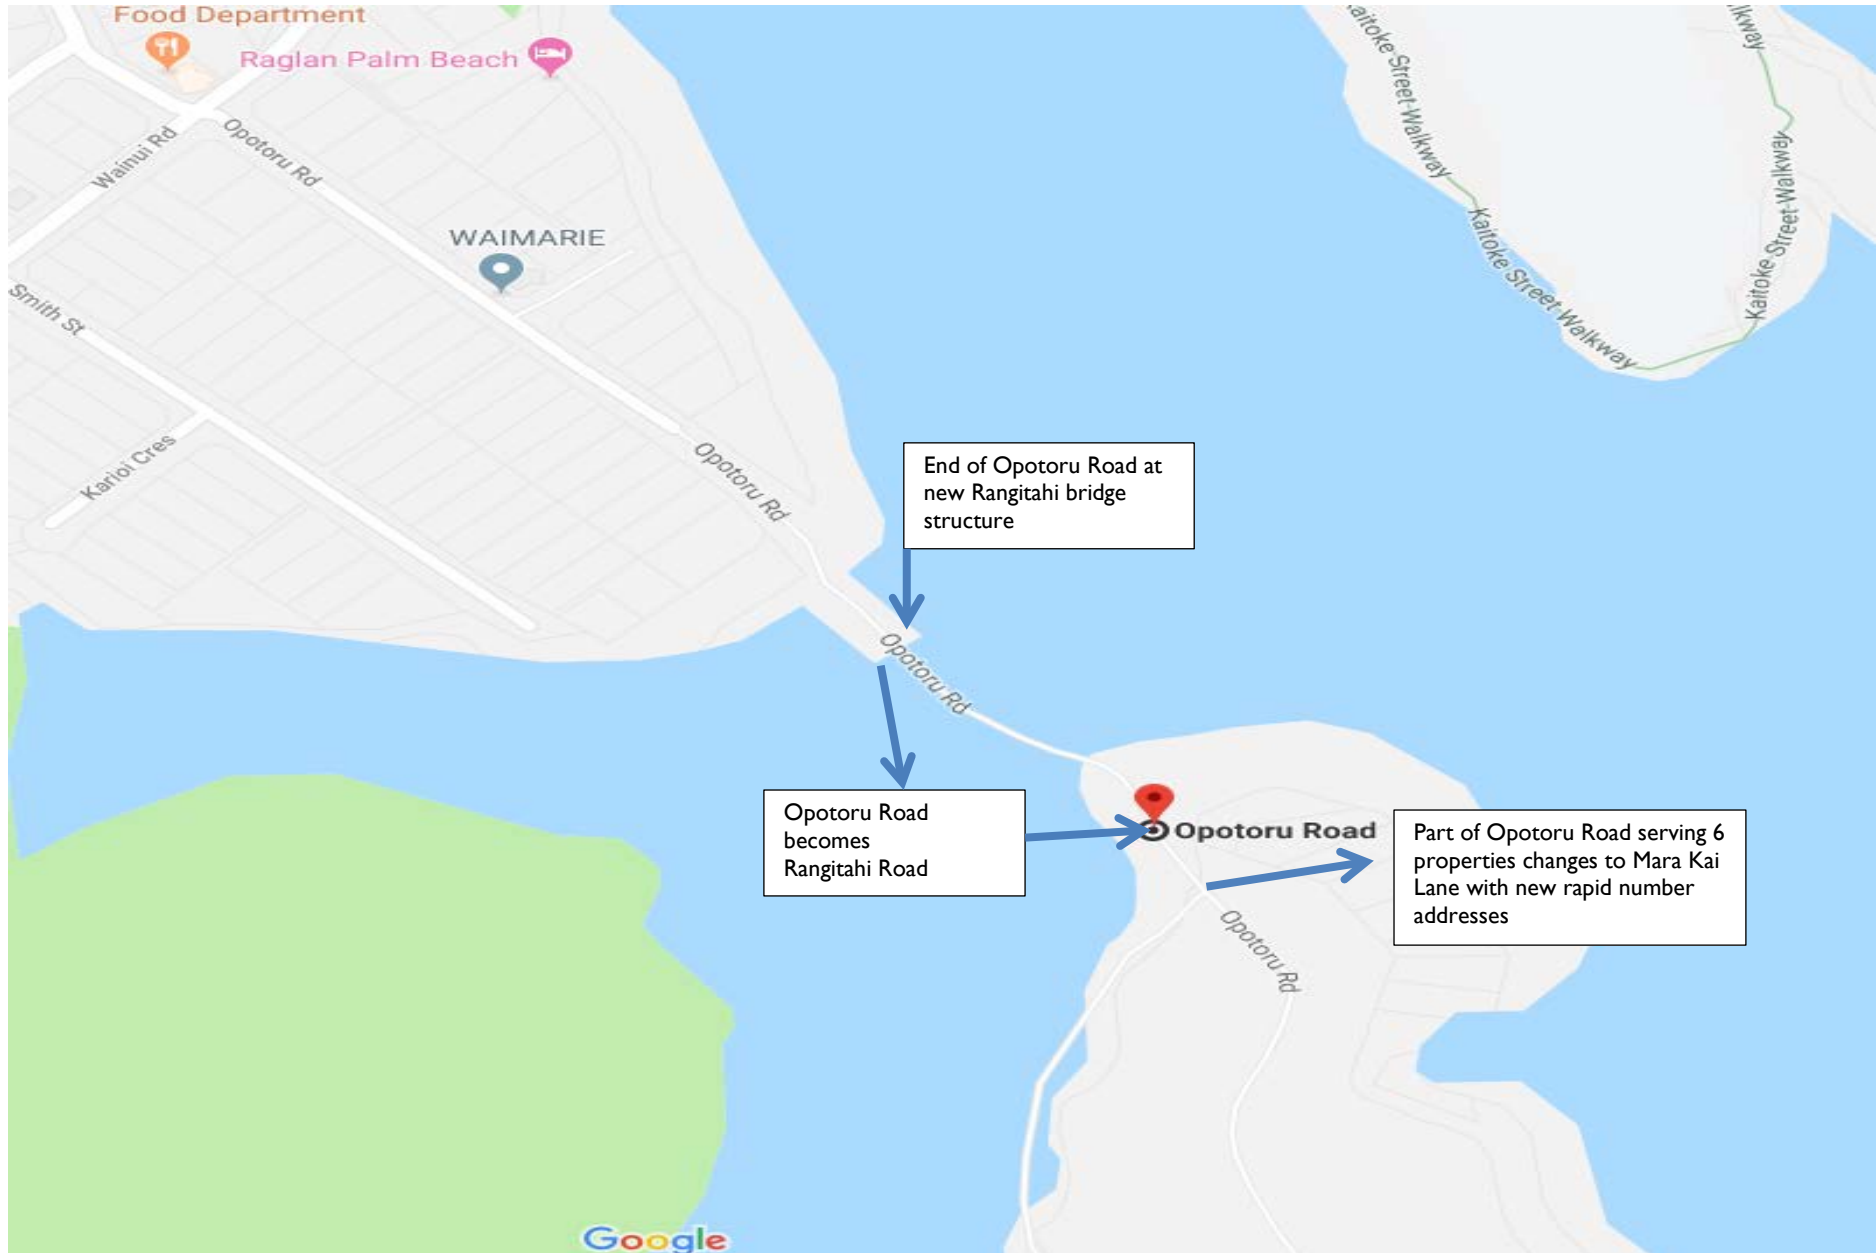 Food Department
Raglan Palm Beach
Opotoru Rd
Wainui Rd
WAIMARIE
Smith St
Karioi Cres
Opotoru Rd
aitoke-Street-Walkway
Kaitoke Street Walkway
Kaitoke-Street-Walkway
lkway
End of Opotoru Road at
new Rangitahi bridge
structure
Opotoru Rd
Opotoru Road
becomes
Rangitahi Road
Opotoru Road
Part of Opotoru Road serving 6
properties changes to Mara Kai
Lane with new rapid number
addresses
Opotoru Rd
Google